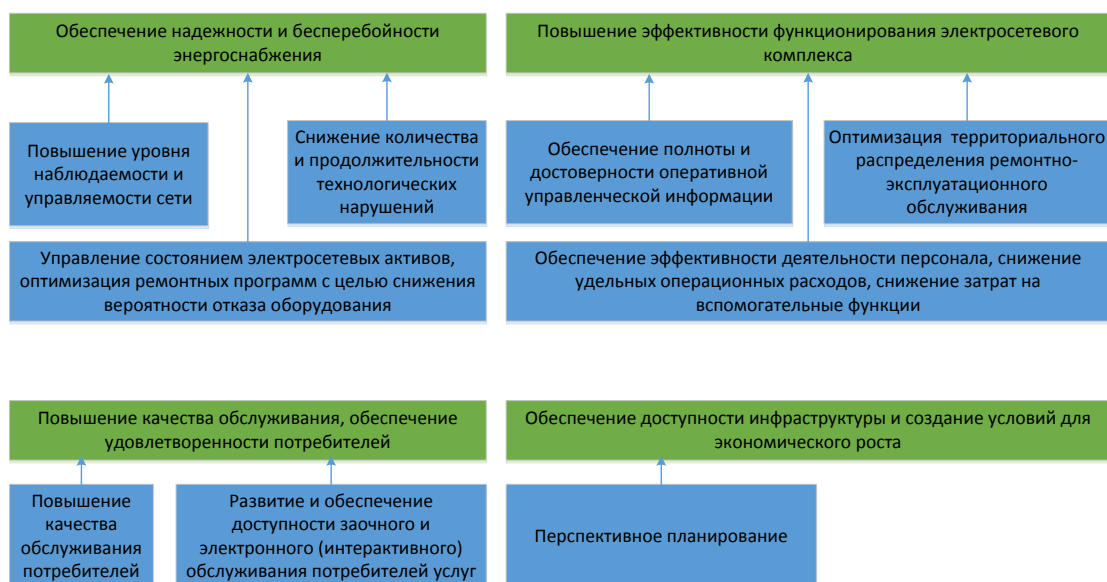 Обеспечение надежности и бесперебойности
энергоснабжения
Повышение уровня
наблюдаемости и
управляемости сети
Снижение количества
и продолжительности
технологических
нарушений
Управление состоянием электросетевых активов,
оптимизация ремонтных программ с целью снижения
вероятности отказа оборудования
Повышение эффективности функционирования электросетевого
комплекса
Обеспечение полноты и
достоверности оперативной
управленческой информации
Оптимизация территориального
распределения ремонтно-
эксплуатационного
обслуживания
Обеспечение эффективности деятельности персонала, снижение
удельных операционных расходов, снижение затрат на
вспомогательные функции
Повышение качества обслуживания, обеспечение
удовлетворенности потребителей
Повышение
качества
обслуживания
потребителей
Развитие и обеспечение
доступности заочного и
электронного (интерактивного)
обслуживания потребителей услуг
Обеспечение доступности инфраструктуры и создание условий для
экономического роста
Перспективное планирование